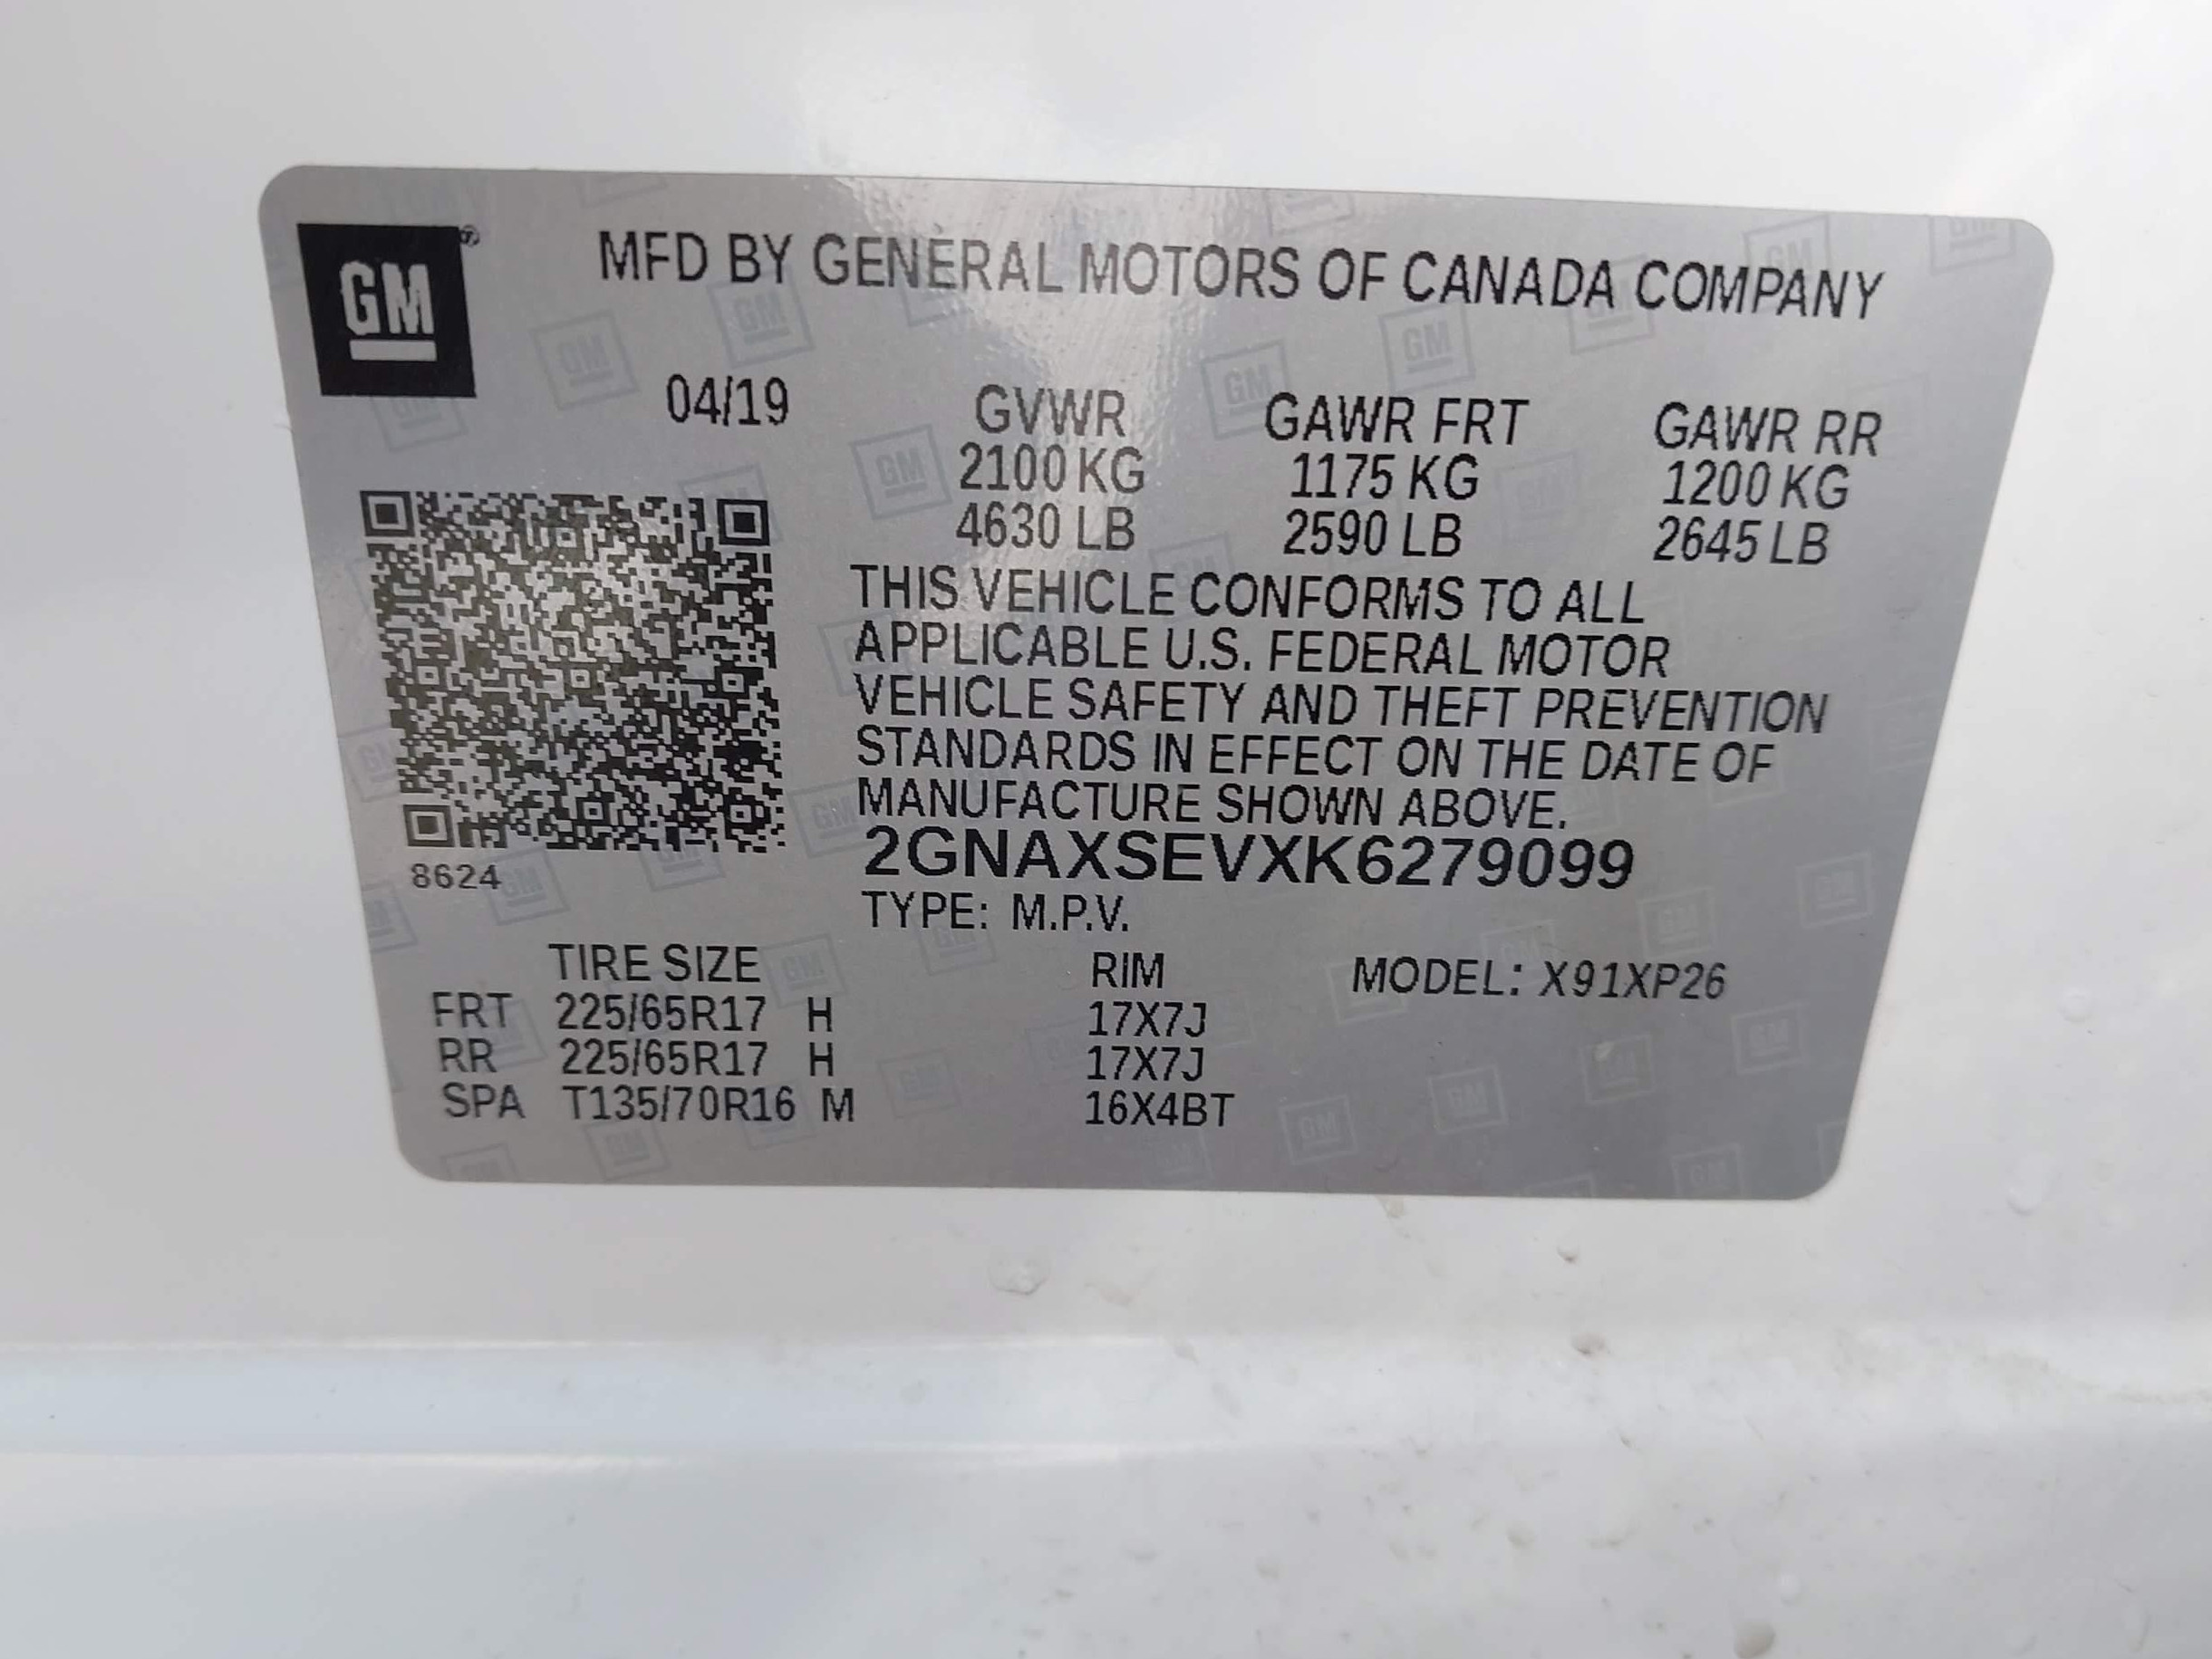 GM
MFD BY GENERAL MOTORS OF CANADA COMPANY
04/19 GVWR GAWR FRT GAWR RR
2100 KG 1175 KG 1200 KG
4630 LB 2590 LB 2645 LB
THIS VEHICLE CONFORMS TO ALL
APPLICABLE U.S. FEDERAL MOTOR
VEHICLE SAFETY AND THEFT PREVENTION
STANDARDS IN EFFECT ON THE DATE OF
MANUFACTURE SHOWN ABOVE.
2GNAXSEVXK6279099
8624
TYPE: M.P.V.
TIRE SIZE RIM MODEL: X91XP26
FRT 225/65R17 H 17X7J
RR 225/65R17 H 17X7J
SPA T135/70R16 M 16X4BT